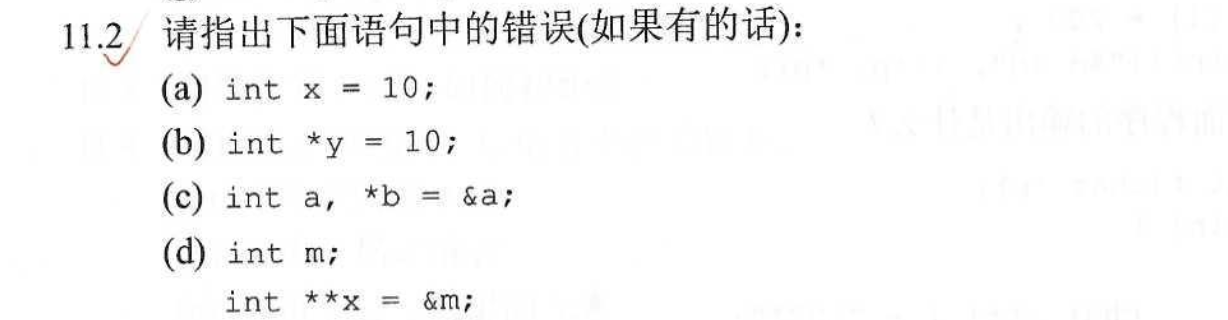 11.2 请指出下面语句中的错误(如果有的话):
(a) int x = 10;
(b) int *y = 10;
(c) int a, *b = &a;
(d) int m;
int **x = &m;